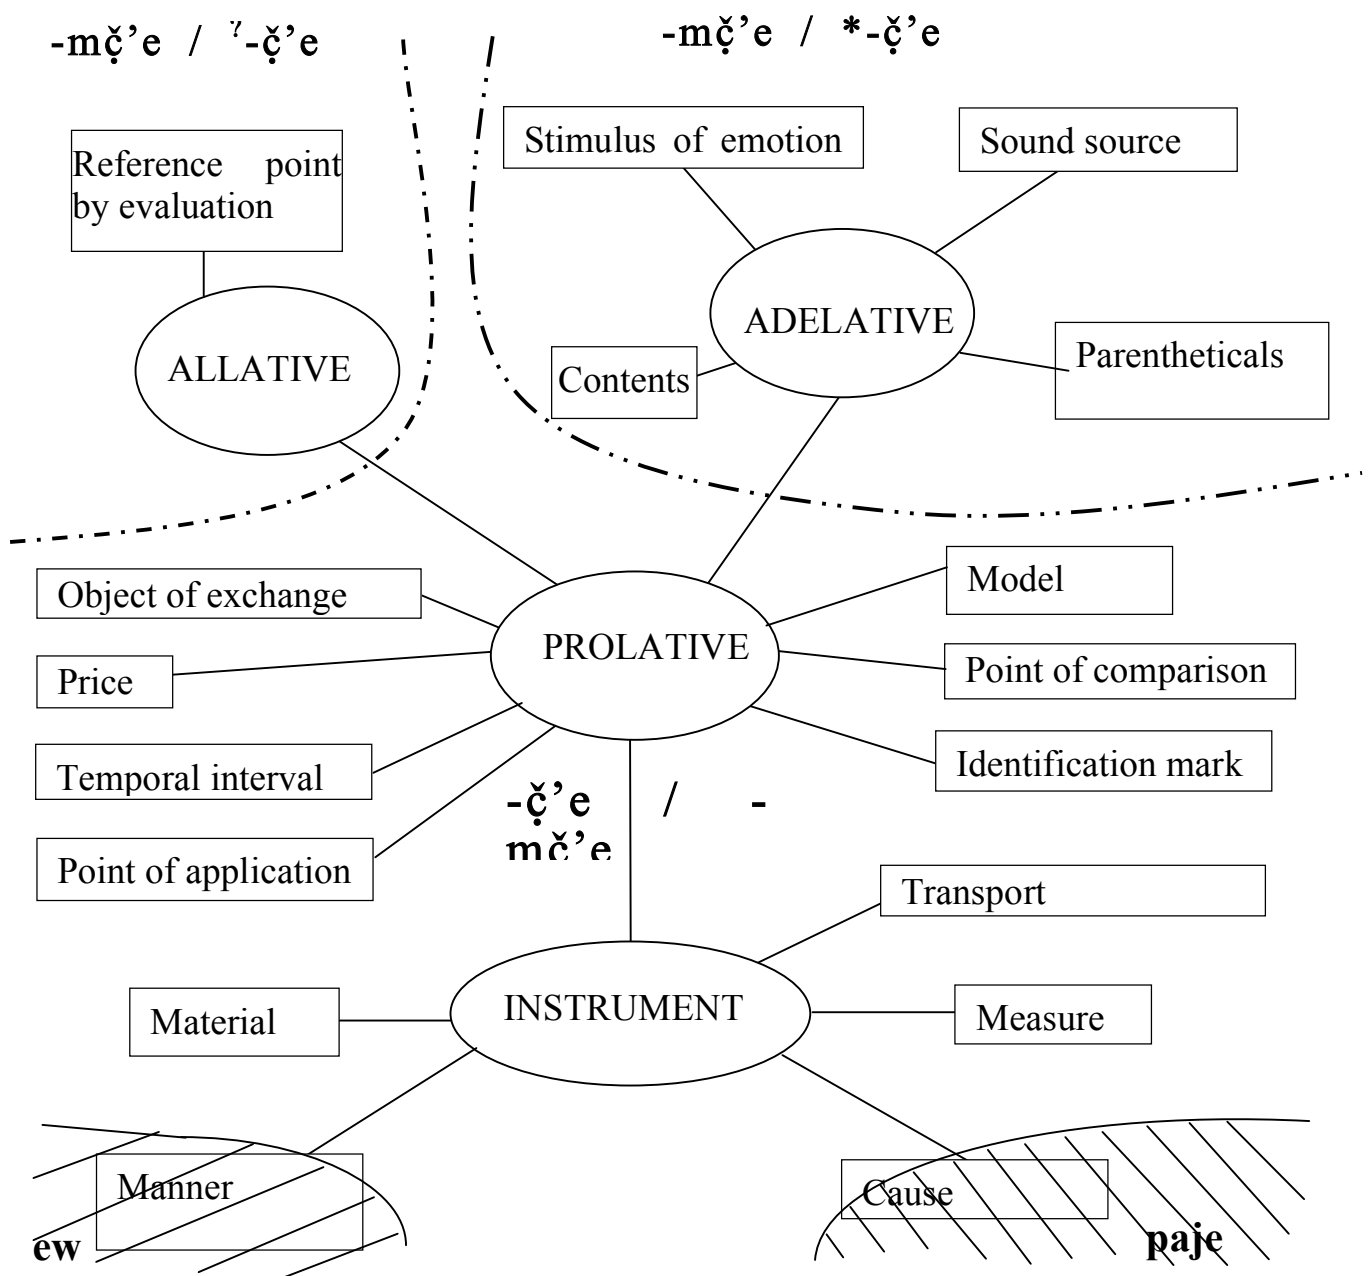 -mč̣’e / ?-č̣’e
-mč̣’e / *-č̣’e
Stimulus of emotion
Sound source
Reference point
by evaluation
ADELATIVE
Parentheticals
ALLATIVE
Contents
Object of exchange
Model
PROLATIVE
Point of comparison
Price
Temporal interval
Identification mark
-č̣’e / -
mč̣’e
Point of application
Transport
Material
INSTRUMENT
Measure
Manner
Cause
ew
paje